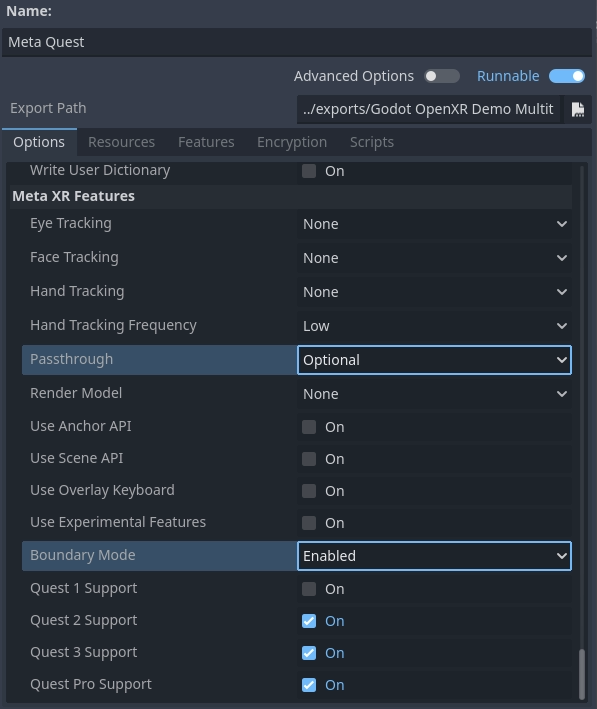 Name:
Meta Quest
Advanced Options Runnable
Export Path ../exports/Godot OpenXR Demo Multit
Options Resources Features Encryption Scripts
Write User Dictionary On
Meta XR Features
Eye Tracking None
Face Tracking None
Hand Tracking None
Hand Tracking Frequency Low
Passthrough Optional
Render Model None
Use Anchor API On
Use Scene API On
Use Overlay Keyboard On
Use Experimental Features On
Boundary Mode Enabled
Quest 1 Support On
Quest 2 Support On
Quest 3 Support On
Quest Pro Support On